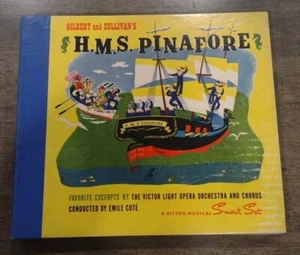 GILBERT and SULLIVAN'S
H.M.S. PINAFORE
H.M.S. PINAFORE
FAVORITE EXCERPTS BY THE VICTOR LIGHT OPERA ORCHESTRA AND CHORUS
CONDUCTED BY EMILE COTÉ
A VICTOR MUSICAL Smart Set